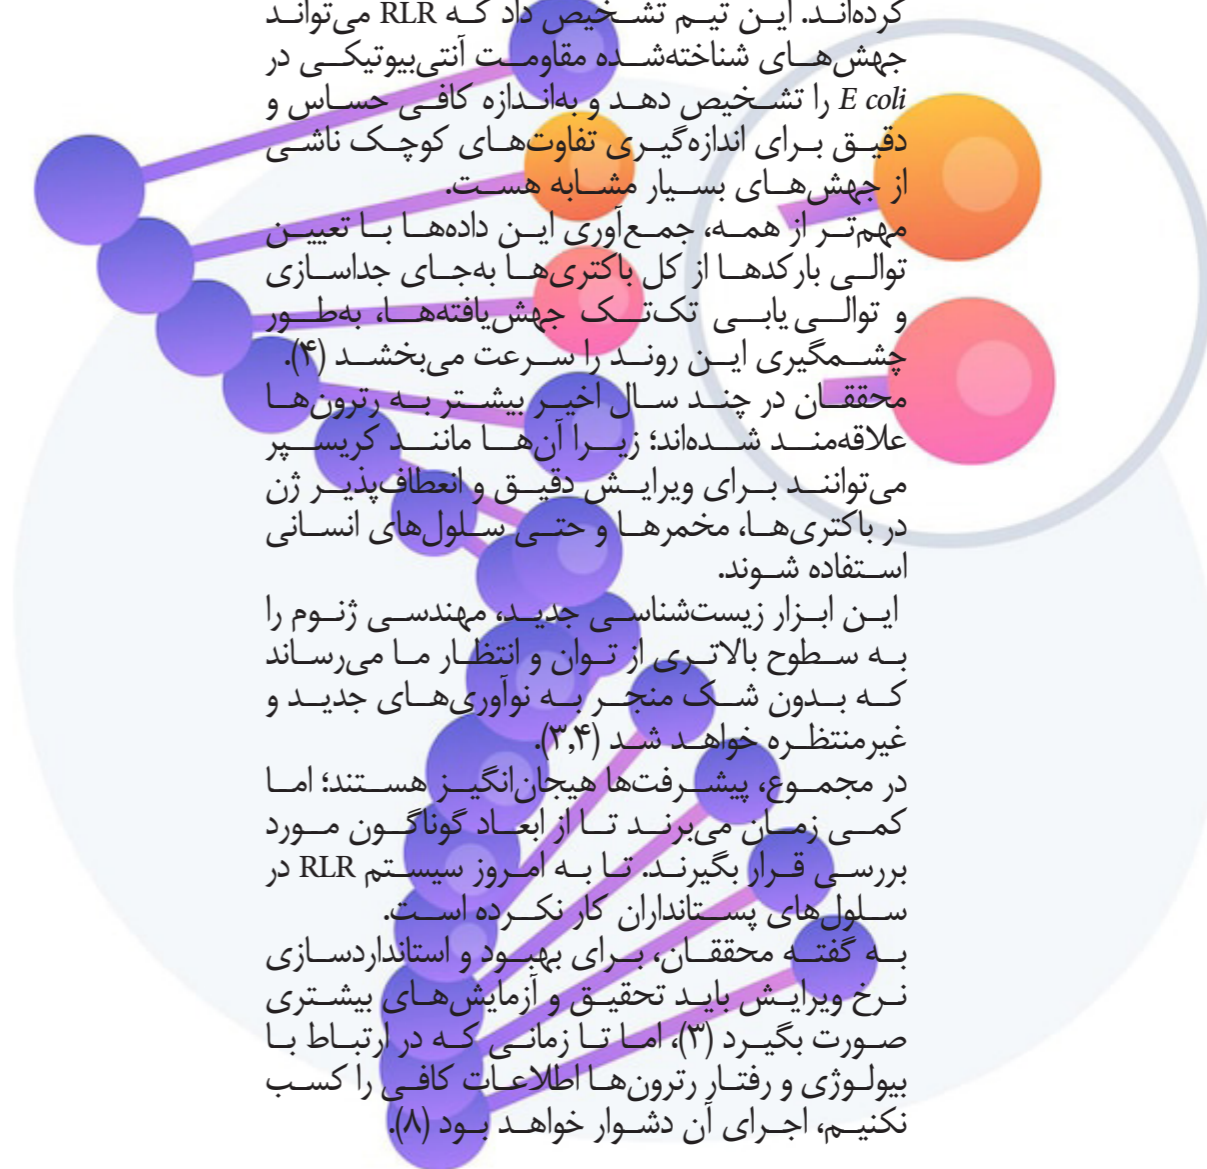 کرده‌اند. این تیم تشخیص داد که RLR می‌تواند
جهش‌های شناخته‌شده مقاومت آنتی‌بیوتیکی در
E coli را تشخیص دهد و به‌اندازه کافی حساس و
دقیق برای اندازه‌گیری تفاوت‌های کوچک ناشی
از جهش‌های بسیار مشابه هست.
مهم‌تر از همه، جمع‌آوری این داده‌ها با تعیین
توالی بارکدها از کل باکتری‌ها به‌جای جداسازی
و توالی‌یابی تک‌تک جهش‌یافته‌ها، به‌طور
چشمگیری این روند را سرعت می‌بخشد (۴).
محققان در چند سال اخیر بیشتر به رترون‌ها
علاقه‌مند شده‌اند؛ زیرا آن‌ها مانند کریسپر
می‌توانند برای ویرایش دقیق و انعطاف‌پذیر ژن
در باکتری‌ها، مخمرها و حتی سلول‌های انسانی
استفاده شوند.
این ابزار زیست‌شناسی جدید، مهندسی ژنوم را
به سطوح بالاتری از توان و انتظار ما می‌رساند
که بدون شک منجر به نوآوری‌های جدید و
غیرمنتظره خواهد شد (۳,۴).
در مجموع، پیشرفت‌ها هیجان‌انگیز هستند؛ اما
کمی زمان می‌برند تا از ابعاد گوناگون مورد
بررسی قرار بگیرند. تا به امروز سیستم RLR در
سلول‌های پستانداران کار نکرده است.
به گفته محققان، برای بهبود و استانداردسازی
نرخ ویرایش باید تحقیق و آزمایش‌های بیشتری
صورت بگیرد (۳)، اما تا زمانی که در ارتباط با
بیولوژی و رفتار رترون‌ها اطلاعات کافی را کسب
نکنیم، اجرای آن دشوار خواهد بود (۸).